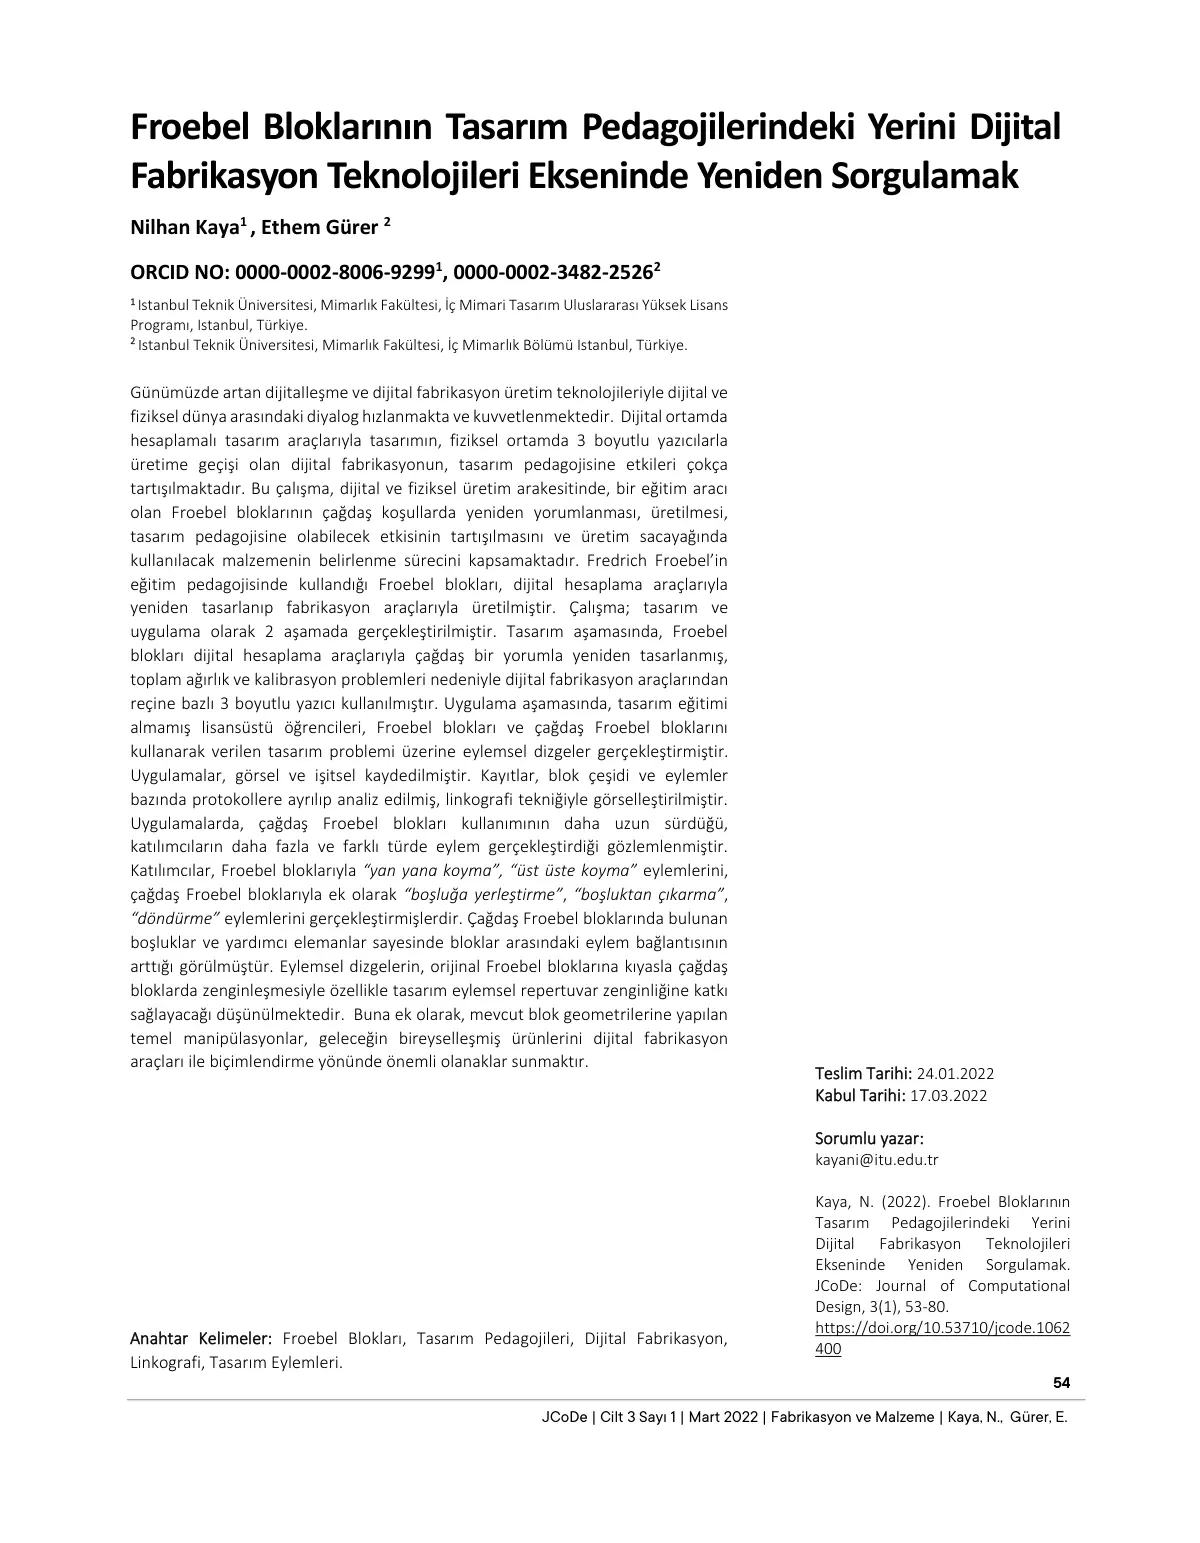 Froebel Bloklarının Tasarım Pedagojilerindeki Yerini Dijital
Fabrikasyon Teknolojileri Ekseninde Yeniden Sorgulamak
Nilhan Kaya1 , Ethem Gürer 2
ORCID NO: 0000-0002-8006-92991, 0000-0002-3482-25262
1 Istanbul Teknik Üniversitesi, Mimarlık Fakültesi, İç Mimari Tasarım Uluslararası Yüksek Lisans
Programı, Istanbul, Türkiye.
2 Istanbul Teknik Üniversitesi, Mimarlık Fakültesi, İç Mimarlık Bölümü Istanbul, Türkiye.
Günümüzde artan dijitalleşme ve dijital fabrikasyon üretim teknolojileriyle dijital ve
fiziksel dünya arasındaki diyalog hızlanmakta ve kuvvetlenmektedir. Dijital ortamda
hesaplamalı tasarım araçlarıyla tasarımın, fiziksel ortamda 3 boyutlu yazıcılarla
üretime geçişi olan dijital fabrikasyonun, tasarım pedagojisine etkileri çokça
tartışılmaktadır. Bu çalışma, dijital ve fiziksel üretim arakesitinde, bir eğitim aracı
olan Froebel bloklarının çağdaş koşullarda yeniden yorumlanması, üretilmesi,
tasarım pedagojisine olabilecek etkisinin tartışılmasını ve üretim sacayağında
kullanılacak malzemenin belirlenme sürecini kapsamaktadır. Fredrich Froebel’in
eğitim pedagojisinde kullandığı Froebel blokları, dijital hesaplama araçlarıyla
yeniden tasarlanıp fabrikasyon araçlarıyla üretilmiştir. Çalışma; tasarım ve
uygulama olarak 2 aşamada gerçekleştirilmiştir. Tasarım aşamasında, Froebel
blokları dijital hesaplama araçlarıyla çağdaş bir yorumla yeniden tasarlanmış,
toplam ağırlık ve kalibrasyon problemleri nedeniyle dijital fabrikasyon araçlarından
reçine bazlı 3 boyutlu yazıcı kullanılmıştır. Uygulama aşamasında, tasarım eğitimi
almamış lisansüstü öğrencileri, Froebel blokları ve çağdaş Froebel bloklarını
kullanarak verilen tasarım problemi üzerine eylemsel dizgeler gerçekleştirmiştir.
Uygulamalar, görsel ve işitsel kaydedilmiştir. Kayıtlar, blok çeşidi ve eylemler
bazında protokollere ayrılıp analiz edilmiş, linkografi tekniğiyle görselleştirilmiştir.
Uygulamalarda, çağdaş Froebel blokları kullanımının daha uzun sürdüğü,
katılımcıların daha fazla ve farklı türde eylem gerçekleştirdiği gözlemlenmiştir.
Katılımcılar, Froebel bloklarıyla “yan yana koyma”, “üst üste koyma” eylemlerini,
çağdaş Froebel bloklarıyla ek olarak “boşluğa yerleştirme”, “boşluktan çıkarma”,
“döndürme” eylemlerini gerçekleştirmişlerdir. Çağdaş Froebel bloklarında bulunan
boşluklar ve yardımcı elemanlar sayesinde bloklar arasındaki eylem bağlantısının
arttığı görülmüştür. Eylemsel dizgelerin, orijinal Froebel bloklarına kıyasla çağdaş
bloklarda zenginleşmesiyle özellikle tasarım eylemsel repertuvar zenginliğine katkı
sağlayacağı düşünülmektedir. Buna ek olarak, mevcut blok geometrilerine yapılan
temel manipülasyonlar, geleceğin bireyselleşmiş ürünlerini dijital fabrikasyon
araçları ile biçimlendirme yönünde önemli olanaklar sunmaktır.
Teslim Tarihi: 24.01.2022
Kabul Tarihi: 17.03.2022
Sorumlu yazar:
kayani@itu.edu.tr
Kaya, N. (2022). Froebel Bloklarının
Tasarım Pedagojilerindeki Yerini
Dijital Fabrikasyon Teknolojileri
Ekseninde Yeniden Sorgulamak.
JCoDe: Journal of Computational
Design, 3(1), 53-80.
https://doi.org/10.53710/jcode.1062
400
Anahtar Kelimeler: Froebel Blokları, Tasarım Pedagojileri, Dijital Fabrikasyon,
Linkografi, Tasarım Eylemleri.
54
JCoDe | Cilt 3 Sayı 1 | Mart 2022 | Fabrikasyon ve Malzeme | Kaya, N., Gürer, E.